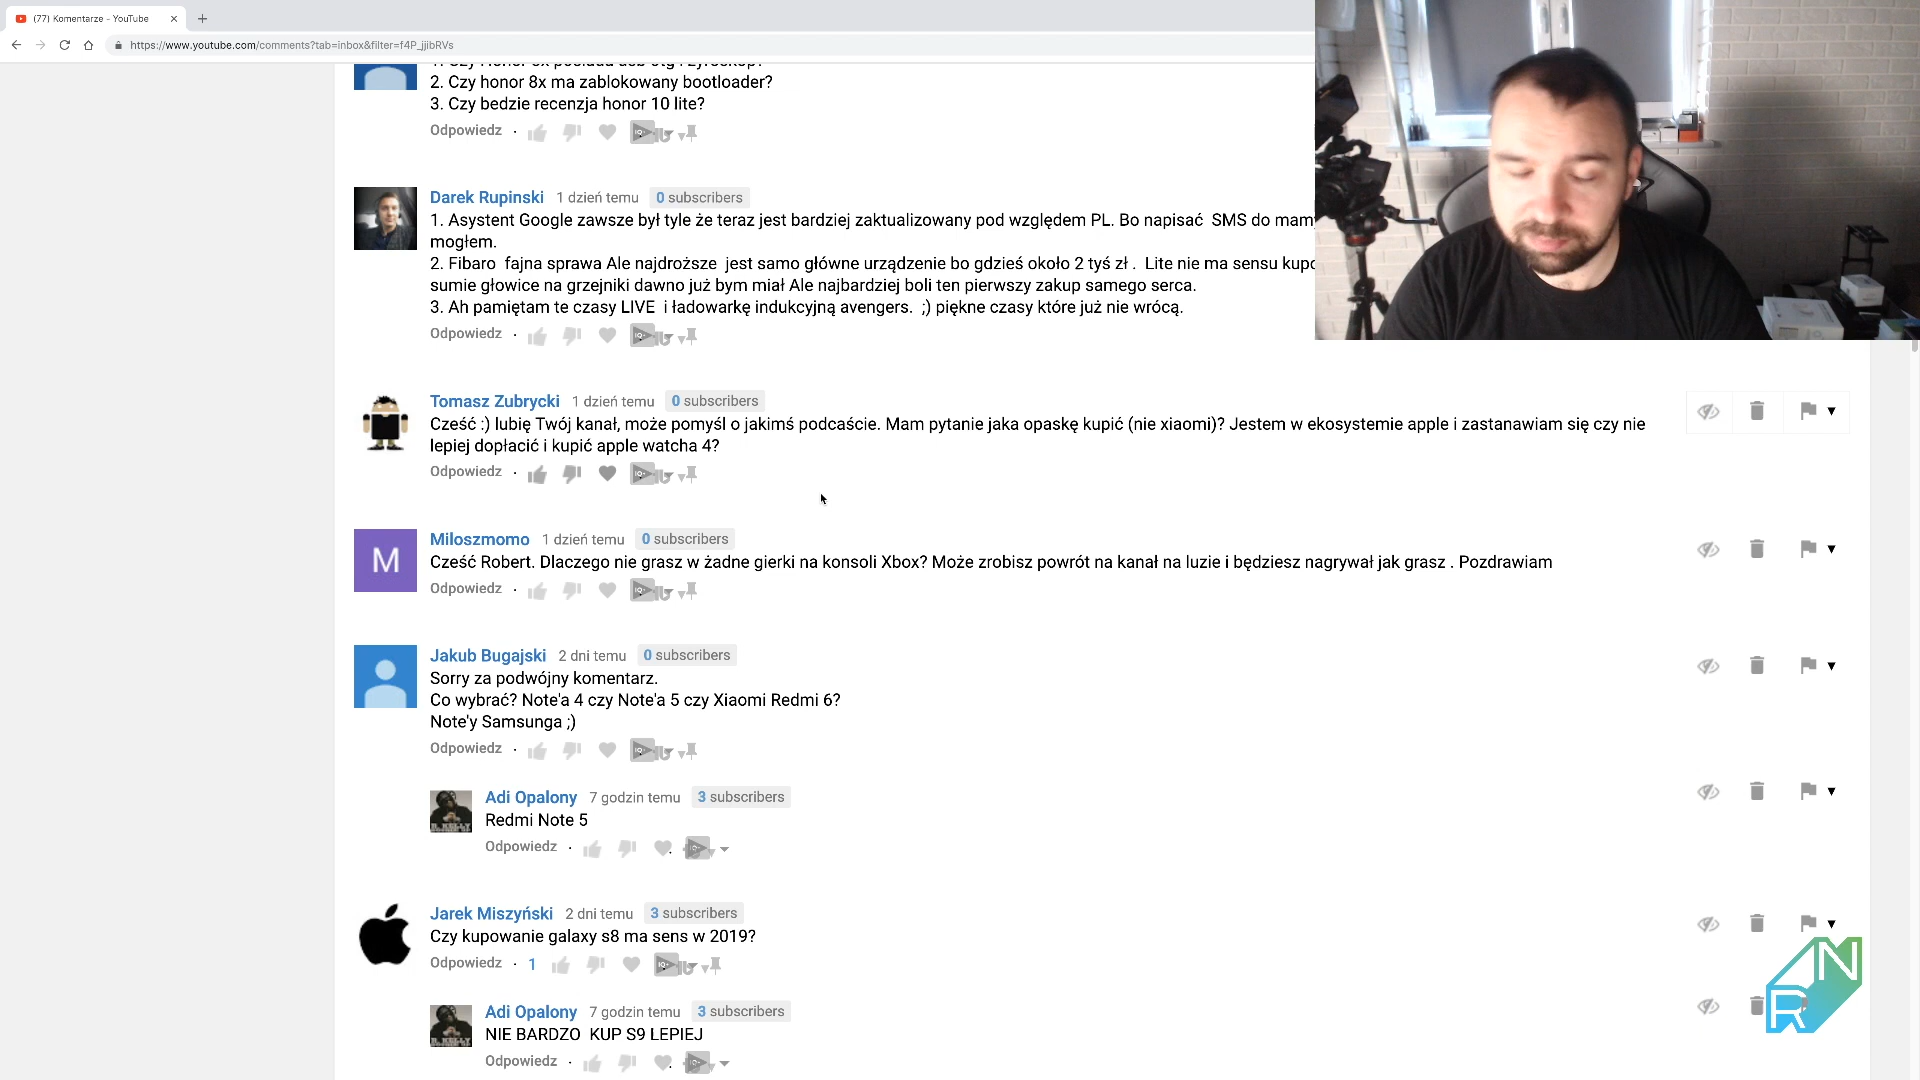 (77) Komentarze - YouTube
https://www.youtube.com/comments?tab=inbox&filter=f4P_jjibRVs
2. Czy honor 8x ma zablokowany bootloader?
3. Czy bedzie recenzja honor 10 lite?
Odpowiedz ·
Darek Rupinski 1 dzień temu 0 subscribers
1. Asystent Google zawsze był tyle że teraz jest bardziej zaktualizowany pod względem PL. Bo napisać SMS do mamy
mogłem.
2. Fibaro fajna sprawa Ale najdroższe jest samo główne urządzenie bo gdzieś około 2 tyś zł . Lite nie ma sensu
sumie głowice na grzejniki dawno już bym miał Ale najbardziej boli ten pierwszy zakup samego serca.
3. Ah pamiętam te czasy LIVE i ładowarkę indukcyjną avengers. ;) piękne czasy które już nie wrócą.
Odpowiedz ·
Tomasz Zubrycki 1 dzień temu 0 subscribers
Cześć :) lubię Twój kanał, może pomyśl o jakimś podcaście. Mam pytanie jaka opaskę kupić (nie xiaomi)? Jestem w ekosystemie apple i zastanawiam się czy nie
lepiej dopłacić i kupić apple watcha 4?
Odpowiedz ·
M
Miloszmomo 1 dzień temu 0 subscribers
Cześć Robert. Dlaczego nie grasz w żadne gierki na konsoli Xbox? Może zrobisz powrót na kanał na luzie i będziesz nagrywał jak grasz . Pozdrawiam
Odpowiedz ·
Jakub Bugajski 2 dni temu 0 subscribers
Sorry za podwójny komentarz.
Co wybrać? Note'a 4 czy Note'a 5 czy Xiaomi Redmi 6?
Note'y Samsunga ;)
Odpowiedz ·
Adi Opalony 7 godzin temu 3 subscribers
Redmi Note 5
Odpowiedz ·
Jarek Miszyński 2 dni temu 3 subscribers
Czy kupowanie galaxy s8 ma sens w 2019?
Odpowiedz · 1
Adi Opalony 7 godzin temu 3 subscribers
NIE BARDZO KUP S9 LEPIEJ
Odpowiedz ·
RN